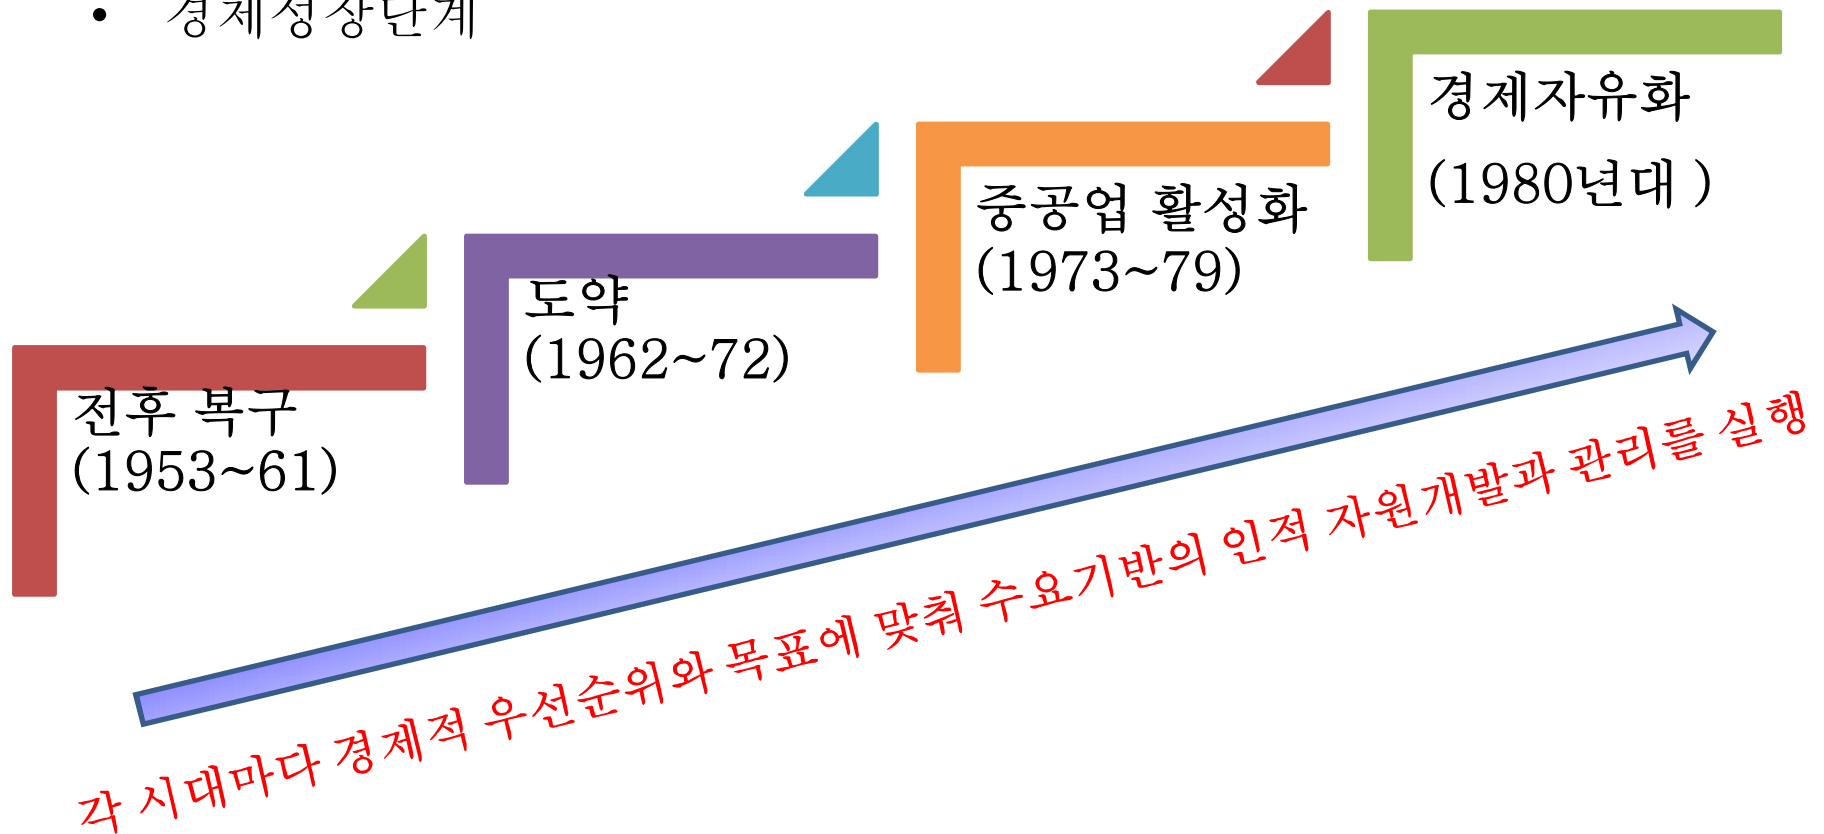 • 경제성장단계
전후 복구
(1953~61)
도약
(1962~72)
중공업 활성화
(1973~79)
경제자유화
(1980년대 )
각 시대마다 경제적 우선순위와 목표에 맞춰 수요기반의 인적 자원개발과 관리를 실행